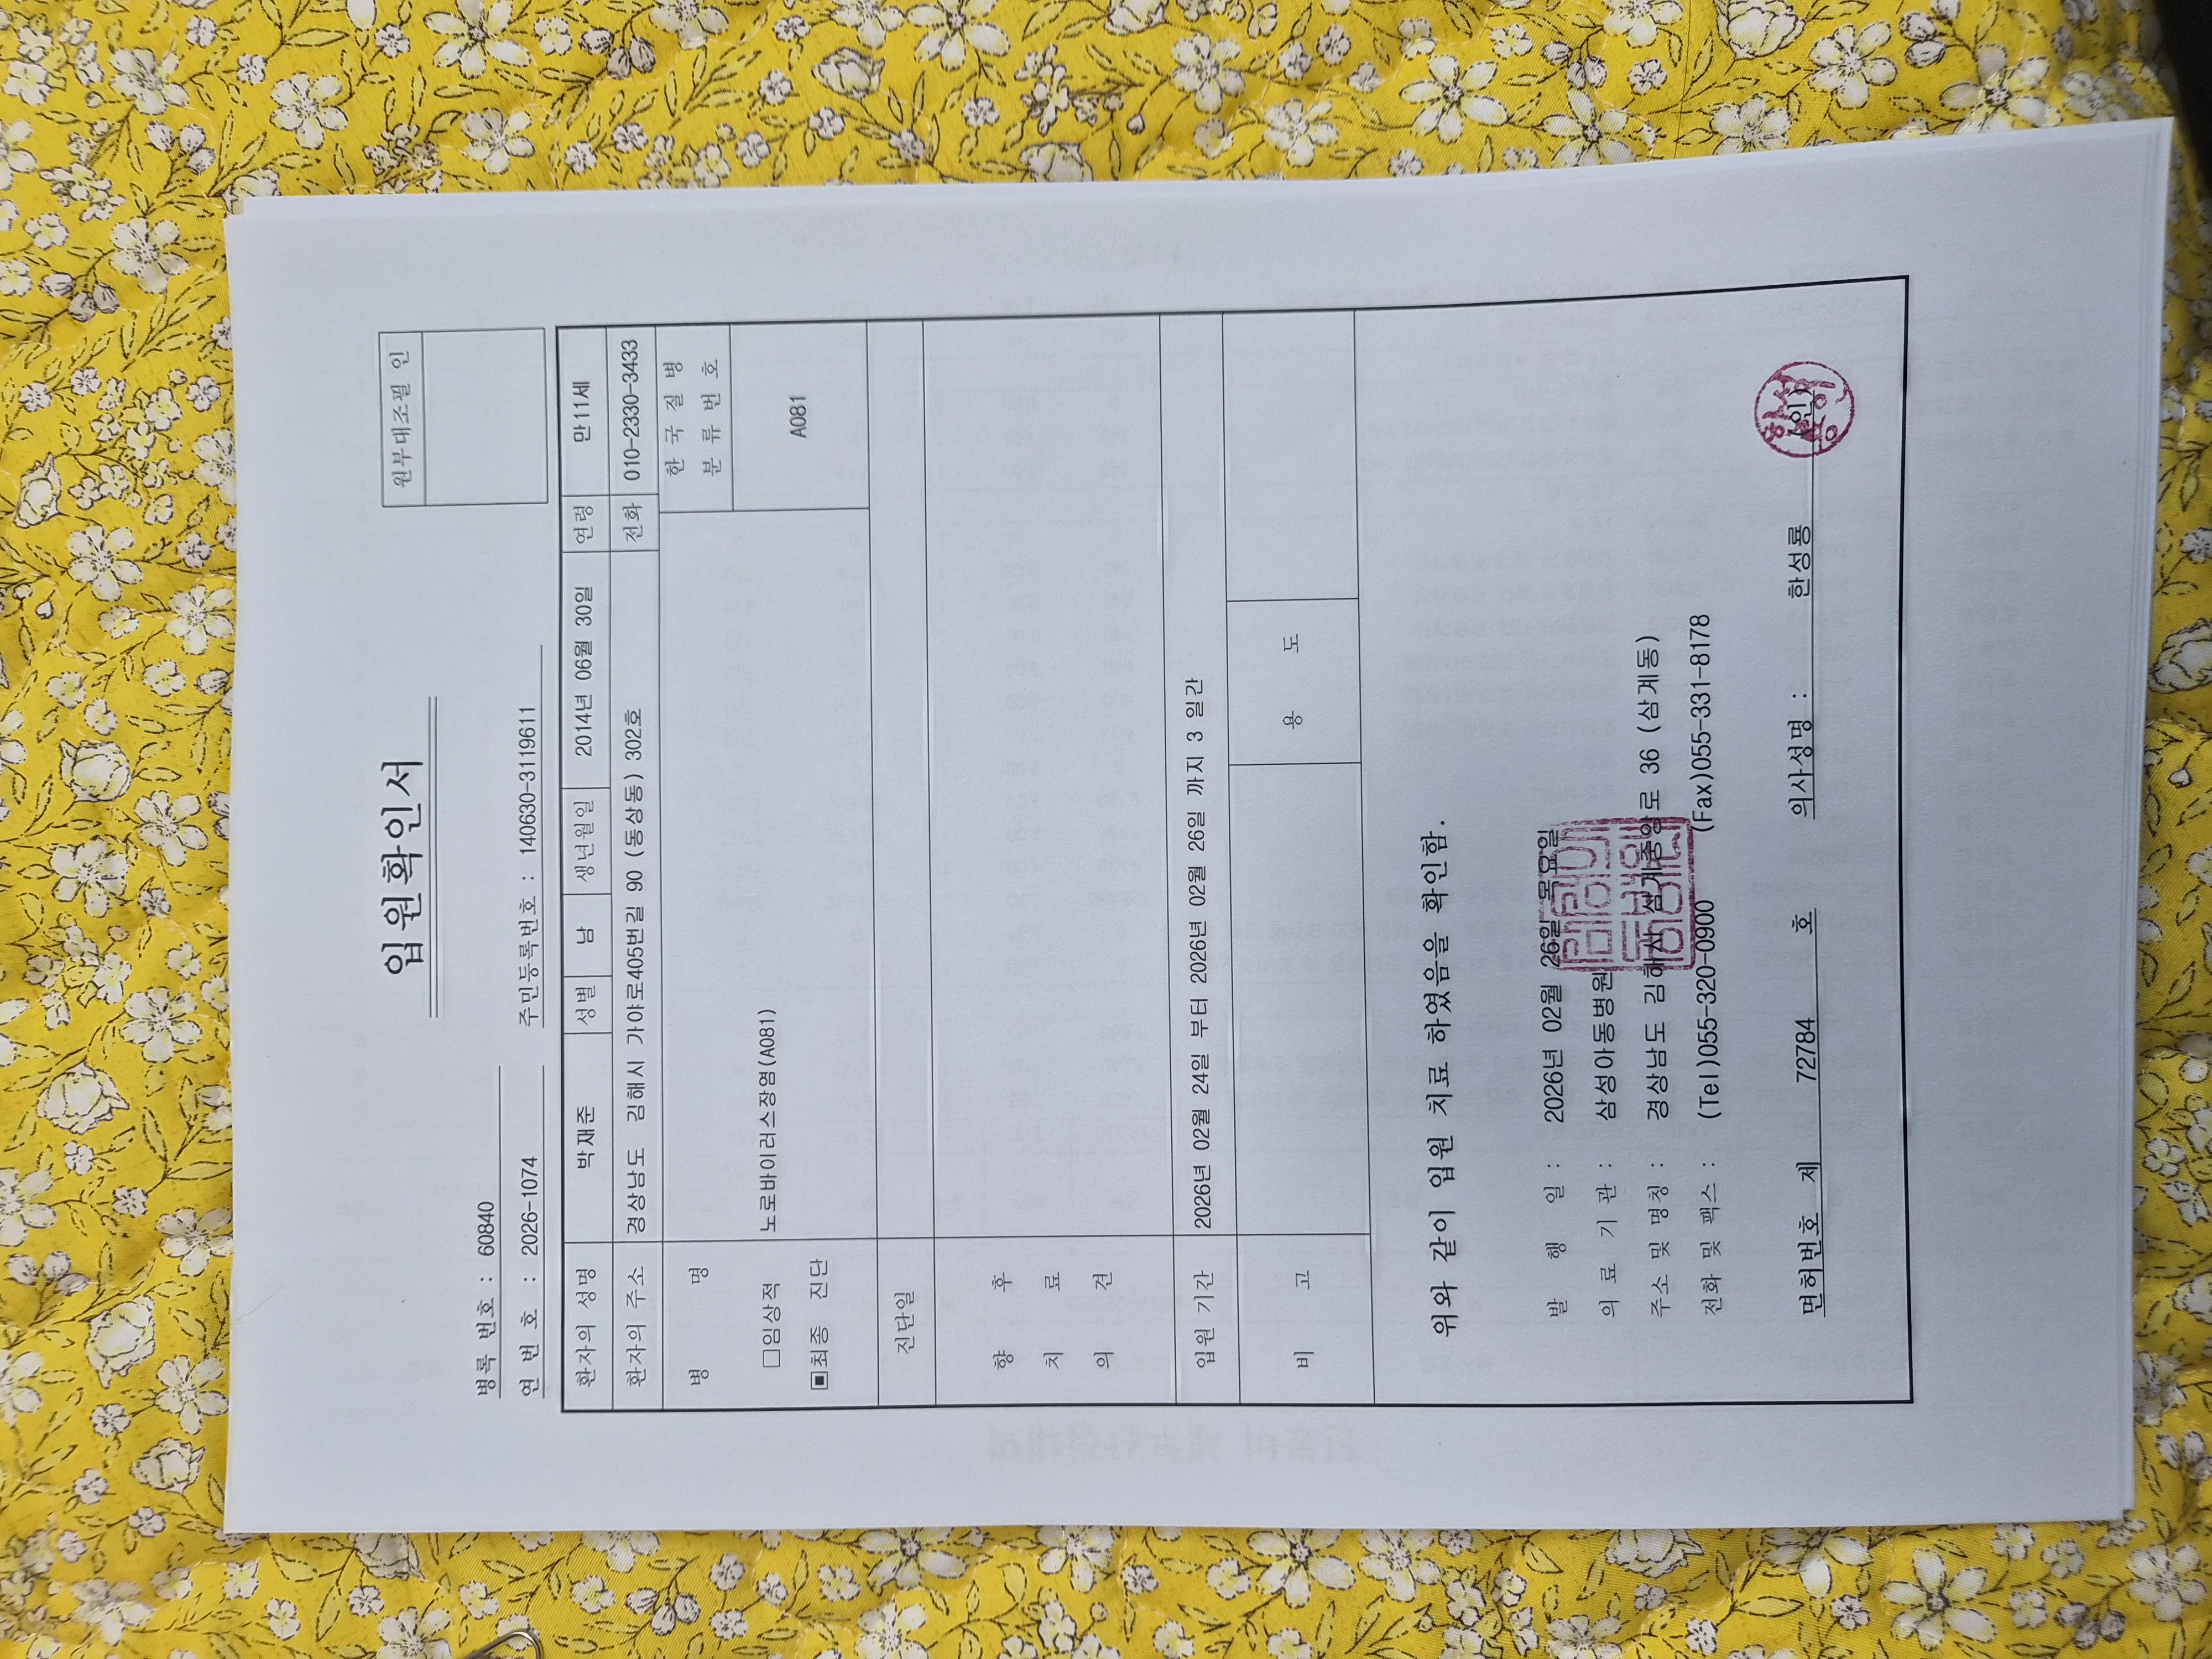 입원확인서
원부대조필 인
병록 번호 : 60840
연 번 호 : 2026-1074
주민등록번호 : 140630-3119611
환자의 성명 박재준 성별 남 생년월일 2014년 06월 30일 연령 만11세
환자의 주소 경상남도 김해시 가야로405번길 90 (동상동) 302호 전화 010-2330-3433
병 명
□임상적
■최종 진단
노로바이러스장염(A081)
한국질병
분류번호
A081
진단일
향 후
치 료
의 견
입원 기간 2026년 02월 24일 부터 2026년 02월 26일 까지 3 일간
비 고
용 도
위와 같이 입원 치료 하였음을 확인함.
발 행 일 : 2026년 02월 26일 목요일
의 료 기 관 : 삼성아동병원
주소 및 명칭 : 경상남도 김해시 삼계중앙로 36 (삼계동)
전화 및 팩스 : (Tel)055-320-0900 (Fax)055-331-8178
면허번호 제 72784 호 의사성명 : 한성룡 (인)